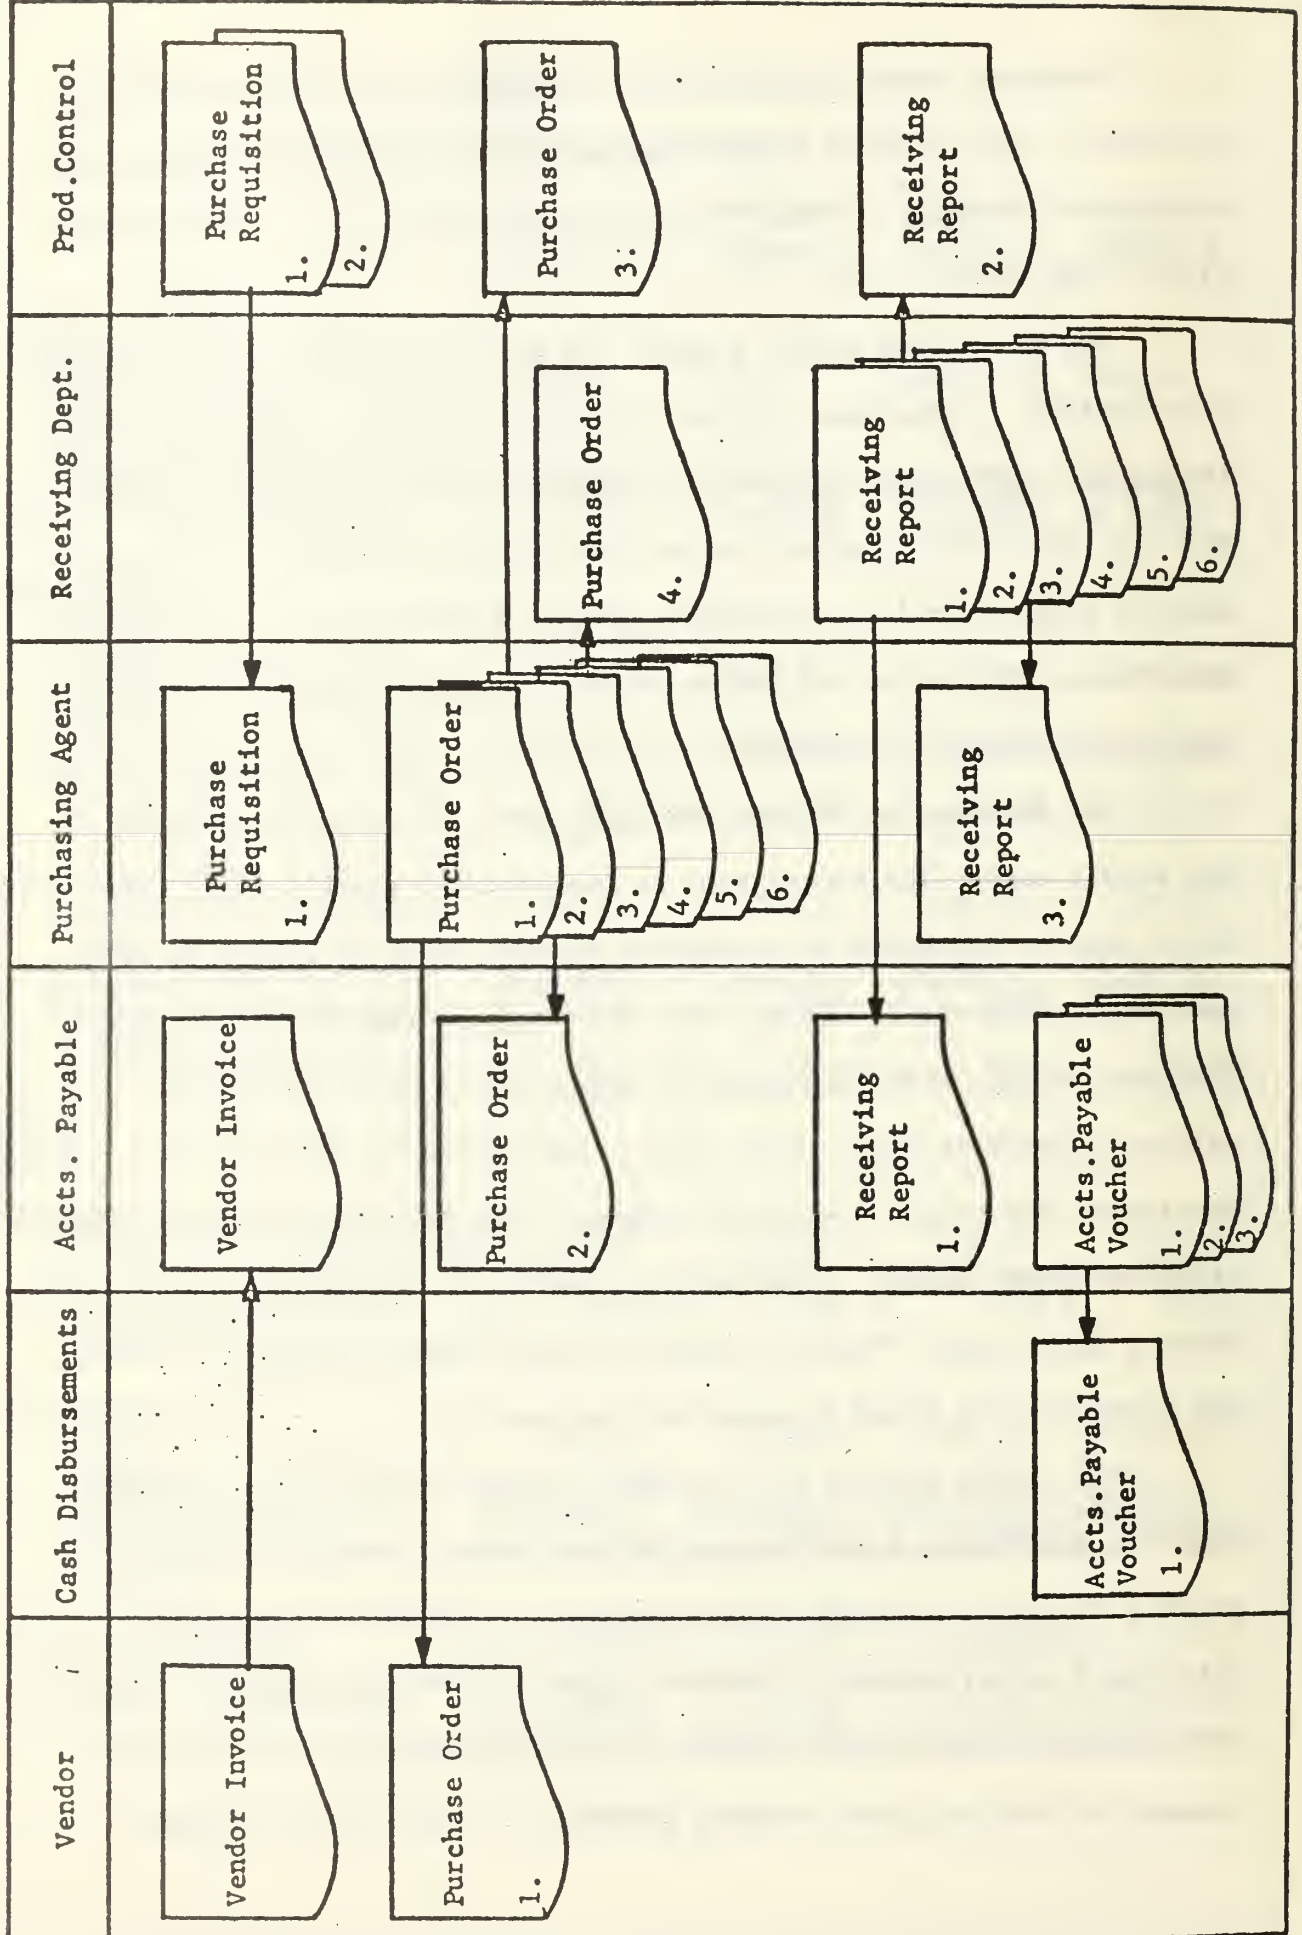 Vendor
Cash Disbursements
Accts. Payable
Purchasing Agent
Receiving Dept.
Prod.Control
Vendor Invoice
Vendor Invoice
Purchase
Requisition
1.
Purchase
Requisition
1.
2.
Purchase Order
1.
Purchase Order
2.
Purchase Order
1.
2.
3.
4.
5.
6.
Purchase Order
4.
Purchase Order
3.
Receiving
Report
1.
Receiving
Report
3.
Receiving
Report
1.
2.
3.
4.
5.
6.
Receiving
Report
2.
Accts.Payable
Voucher
1.
Accts.Payable
Voucher
1.
2.
3.